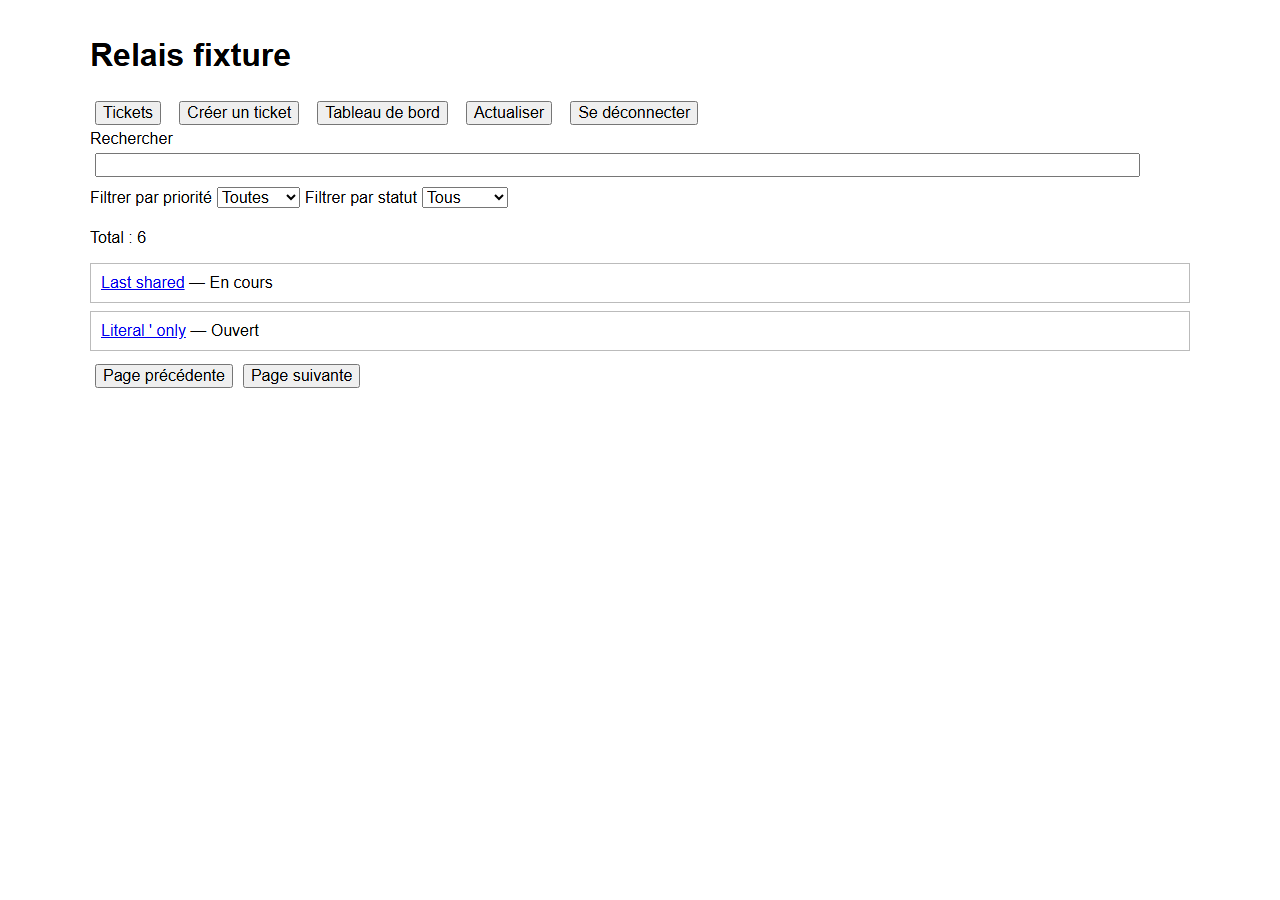 Relais fixture
Tickets Créer un ticket Tableau de bord Actualiser Se déconnecter
Rechercher
Filtrer par priorité Toutes Filtrer par statut Tous
Total : 6
Last shared — En cours
Literal ' only — Ouvert
Page précédente Page suivante